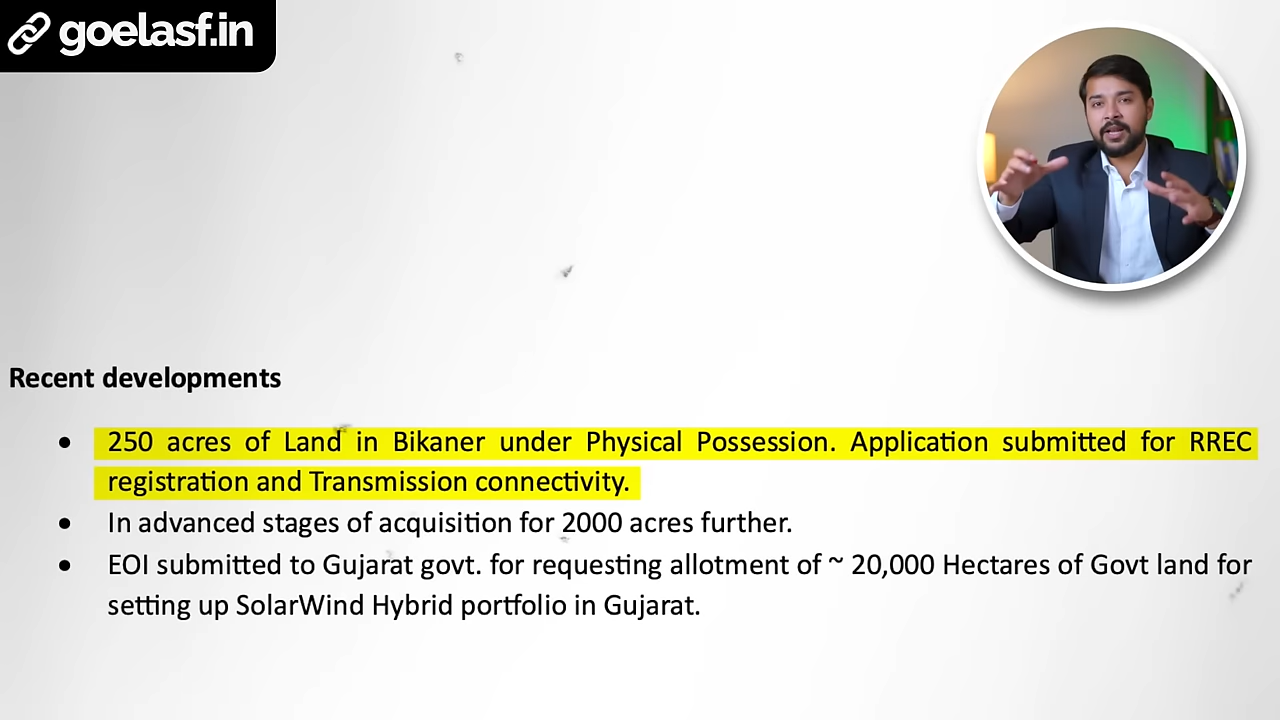 goelasf.in
Recent developments
• 250 acres of Land in Bikaner under Physical Possession. Application submitted for RREC
registration and Transmission connectivity.
• In advanced stages of acquisition for 2000 acres further.
• EOI submitted to Gujarat govt. for requesting allotment of ~ 20,000 Hectares of Govt land for
setting up SolarWind Hybrid portfolio in Gujarat.